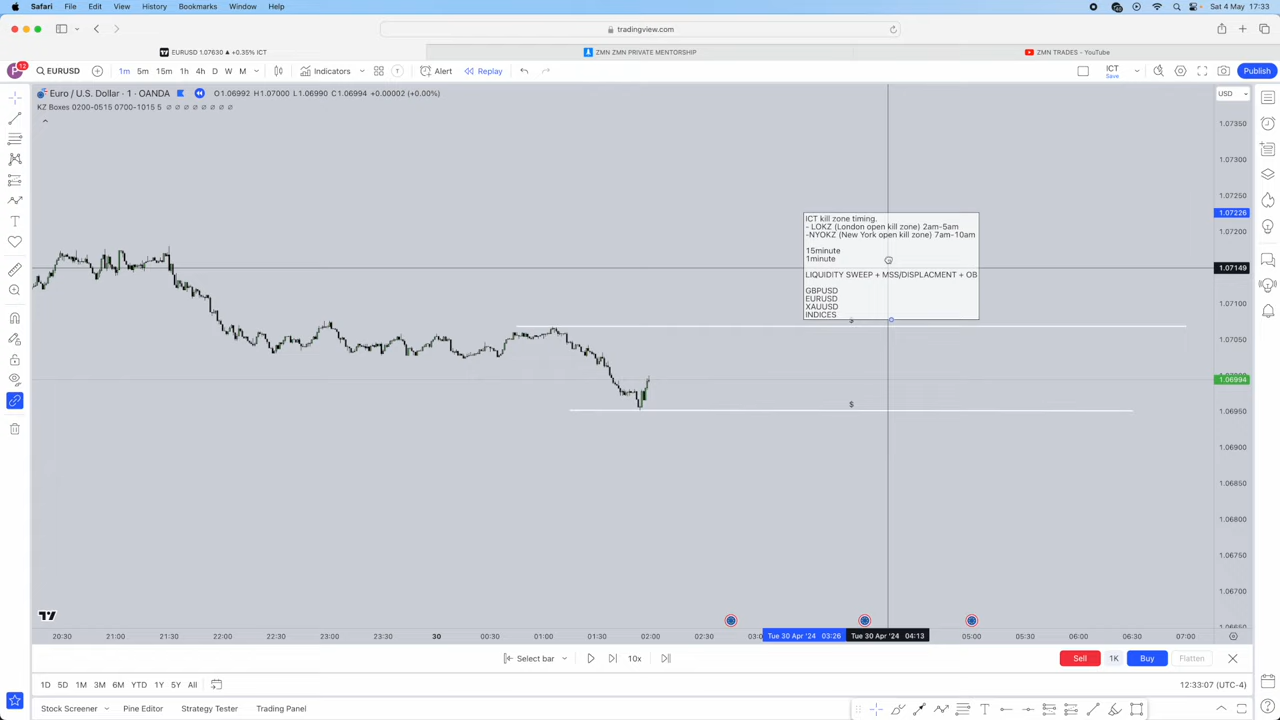 Safari File Edit View History Bookmarks Window Help
Sat 4 May 17:33
tradingview.com
EURUSD 1.07630 ▲ +0.35% ICT
ZMN ZMN PRIVATE MENTORSHIP
ZMN TRADES - YouTube
12
EURUSD 1m 5m 15m 1h 4h D W M Indicators Alert Replay ICT Save Publish
Euro / U.S. Dollar · 1 · OANDA O1.06992 H1.07000 L1.06990 C1.06994 +0.00002 (+0.00%)
USD
KZ Boxes 0200-0515 0700-1015 5 ∅ ∅ ∅ ∅ ∅ ∅ ∅ ∅
1.07350
1.07300
1.07250
1.07226
1.07200
1.07149
1.07100
1.07050
1.06994
1.06950
1.06900
1.06850
1.06800
1.06750
1.06700
ICT kill zone timing.
- LOKZ (London open kill zone) 2am-5am
-NYOKZ (New York open kill zone) 7am-10am
15minute
1minute
LIQUIDITY SWEEP + MSS/DISPLACMENT + OB
GBPUSD
EURUSD
XAUUSD
INDICES
$
$
20:30 21:00 21:30 22:00 22:30 23:00 23:30 30 00:30 01:00 01:30 02:00 02:30 Tue 30 Apr '24 03:26 Tue 30 Apr '24 04:13 05:00 05:30 06:00 06:30 07:00
Select bar 10x Sell 1K Buy Flatten
1D 5D 1M 3M 6M YTD 1Y 5Y All
12:33:07 (UTC-4)
Stock Screener Pine Editor Strategy Tester Trading Panel